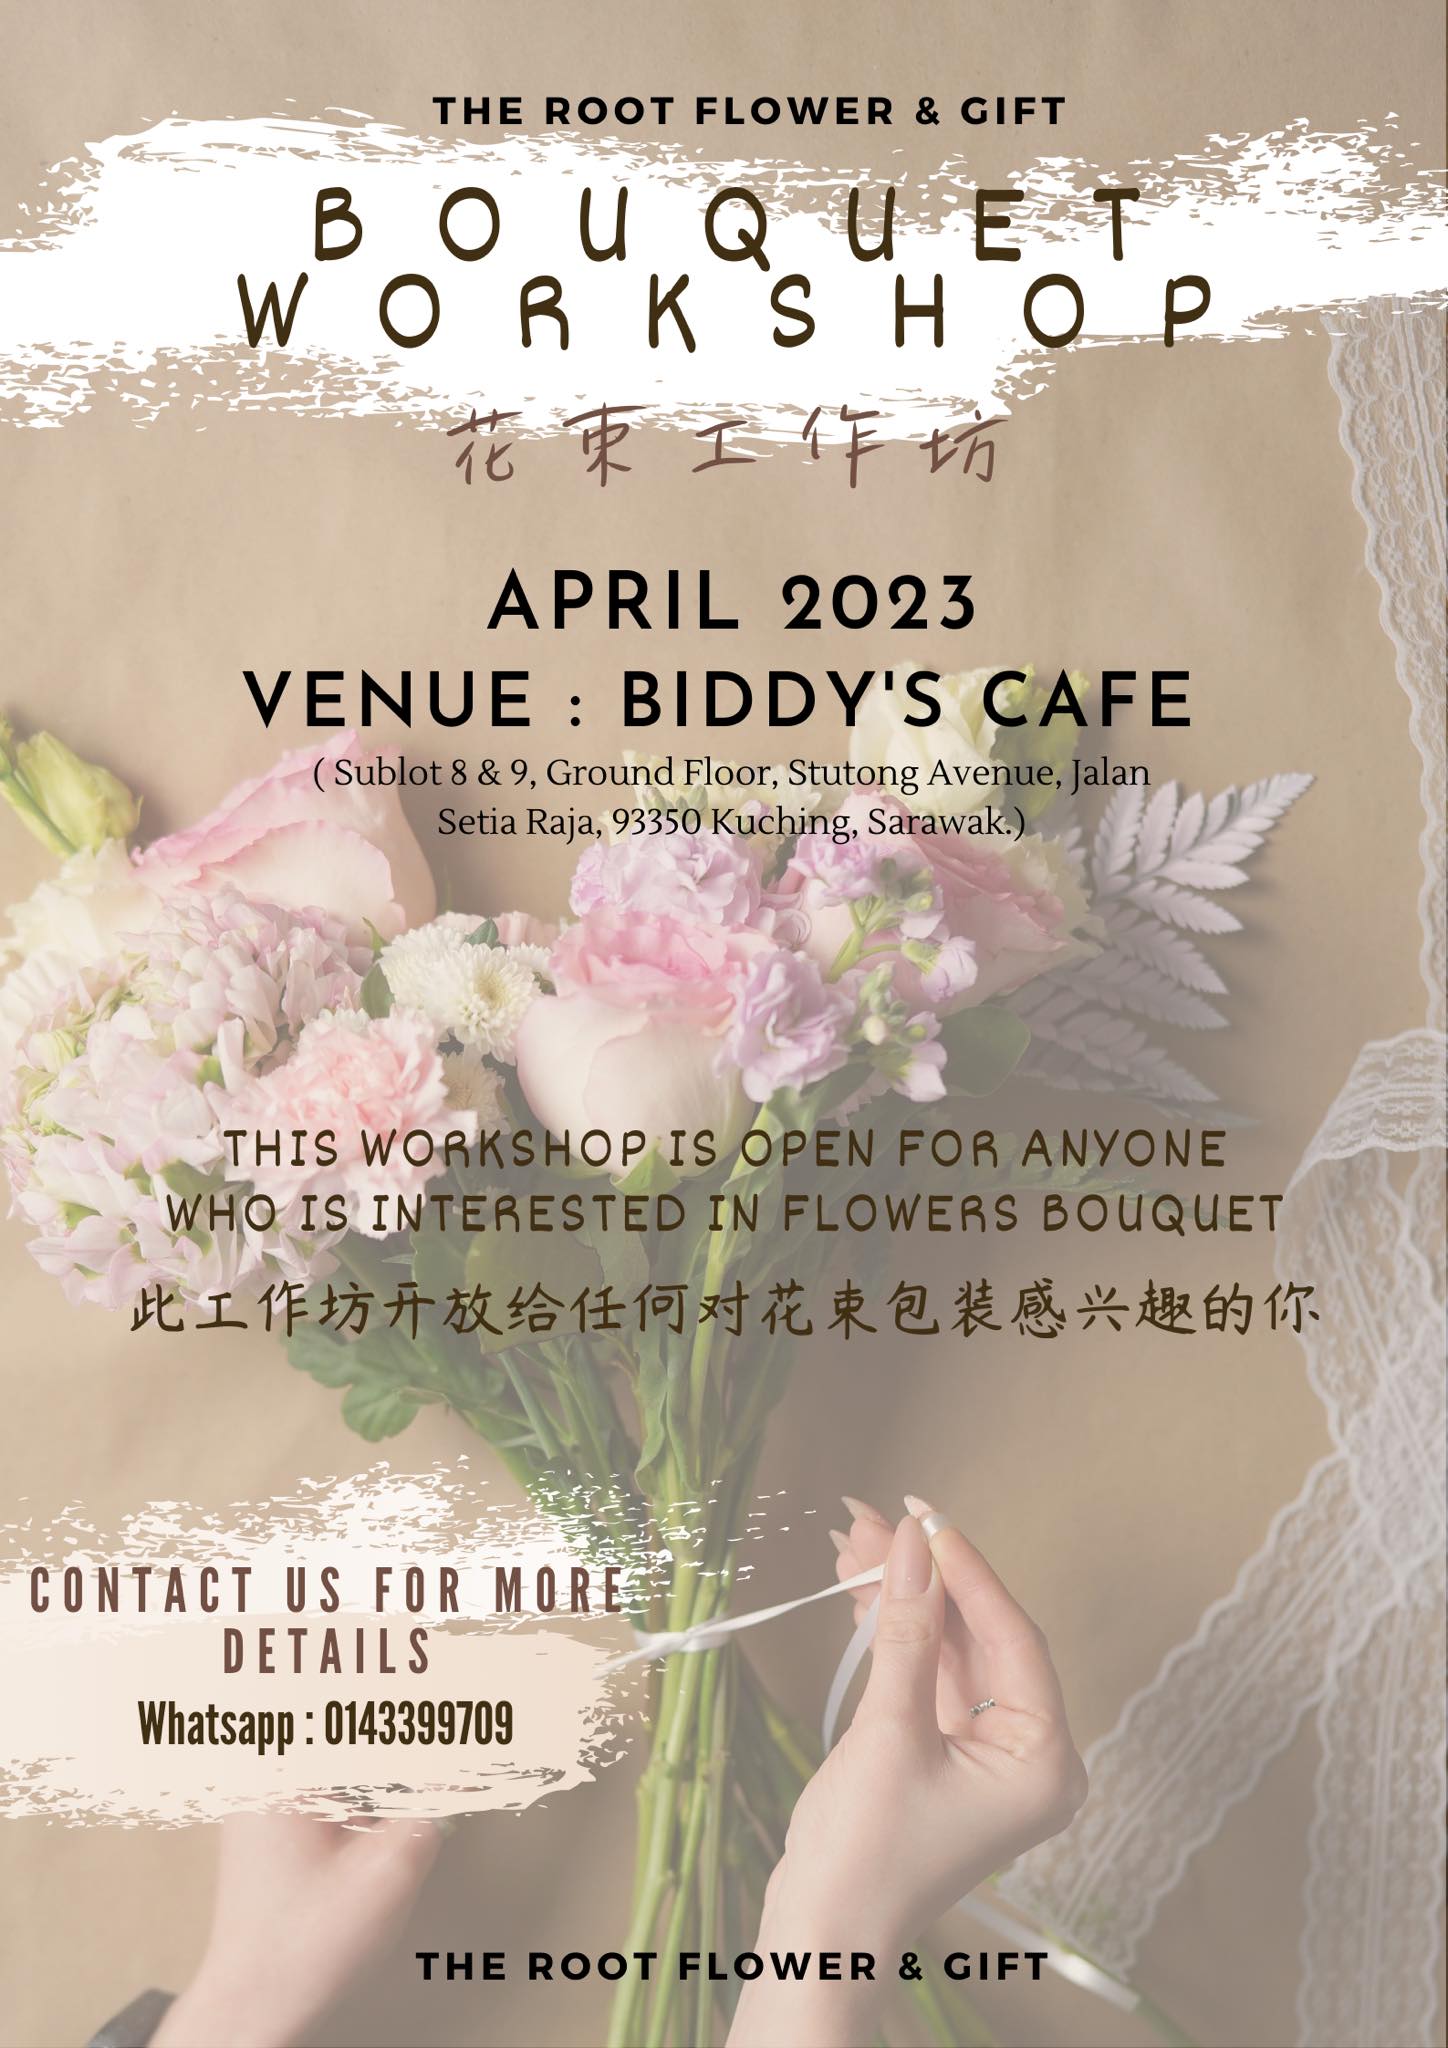 THE ROOT FLOWER & GIFT
BOUQUET
WORKSHOP
花束工作坊
APRIL 2023
VENUE : BIDDY'S CAFE
( Sublot 8 & 9, Ground Floor, Stutong Avenue, Jalan
Setia Raja, 93350 Kuching, Sarawak.)
THIS WORKSHOP IS OPEN FOR ANYONE
WHO IS INTERESTED IN FLOWERS BOUQUET
此工作坊开放给任何对花束包装感兴趣的你
CONTACT US FOR MORE
DETAILS
Whatsapp : 0143399709
THE ROOT FLOWER & GIFT